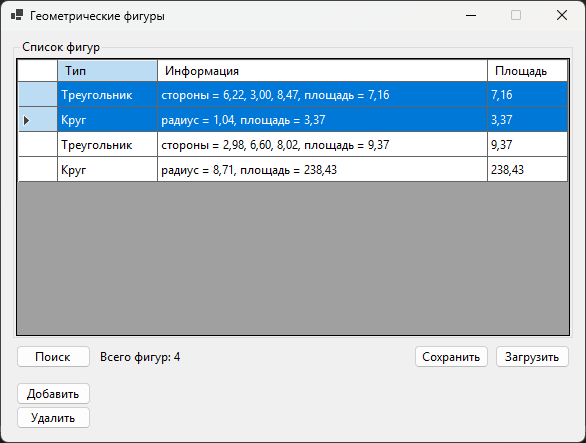 Геометрические фигуры
Список фигур
Тип Информация Площадь
Треугольник стороны = 6,22, 3,00, 8,47, площадь = 7,16 7,16
Круг радиус = 1,04, площадь = 3,37 3,37
Треугольник стороны = 2,98, 6,60, 8,02, площадь = 9,37 9,37
Круг радиус = 8,71, площадь = 238,43 238,43
Поиск Всего фигур: 4 Сохранить Загрузить
Добавить
Удалить